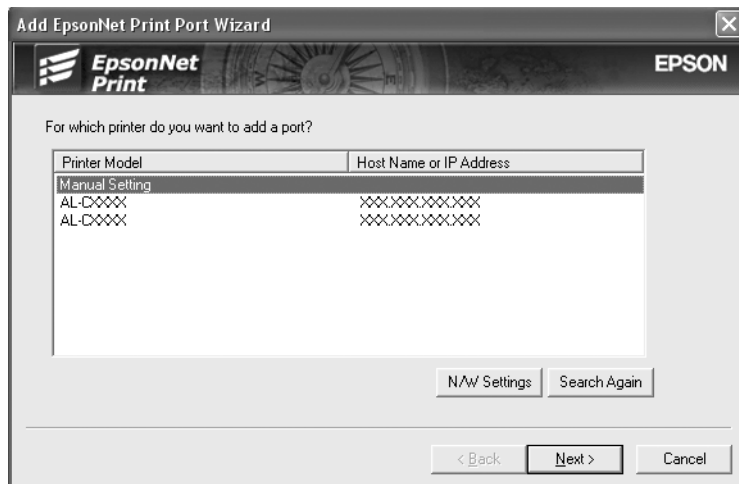 Add EpsonNet Print Port Wizard
EpsonNet
Print
EPSON
For which printer do you want to add a port?
Printer Model Host Name or IP Address
Manual Setting
AL-CXXXX XXX.XXX.XXX.XXX
AL-CXXXX XXX.XXX.XXX.XXX
N/W Settings Search Again
< Back Next > Cancel